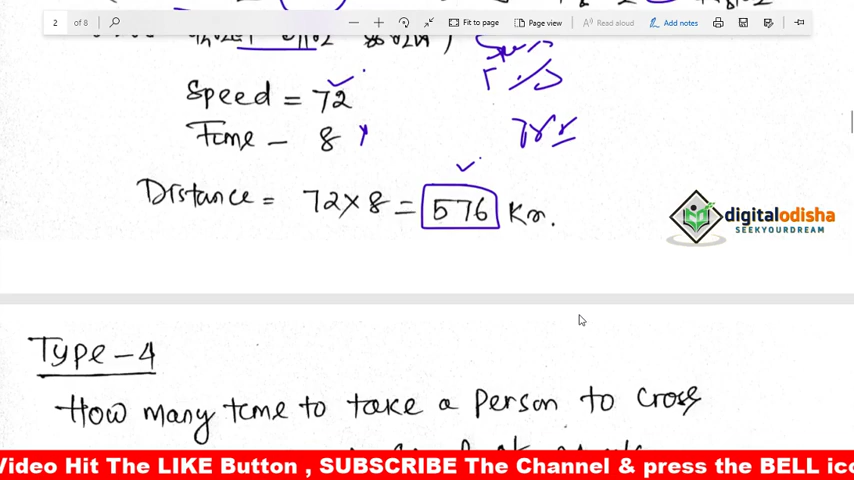 2 of 8 Fit to page Page view Read aloud Add notes
Speed = 72
Tcme - 8
Distance = 72 × 8 = 576 Km.
digitalodisha
SEEKYOURDREAM
Type-4
How many tcme to take a person to cross
Video Hit The LIKE Button , SUBSCRIBE The Channel & press the BELL ico